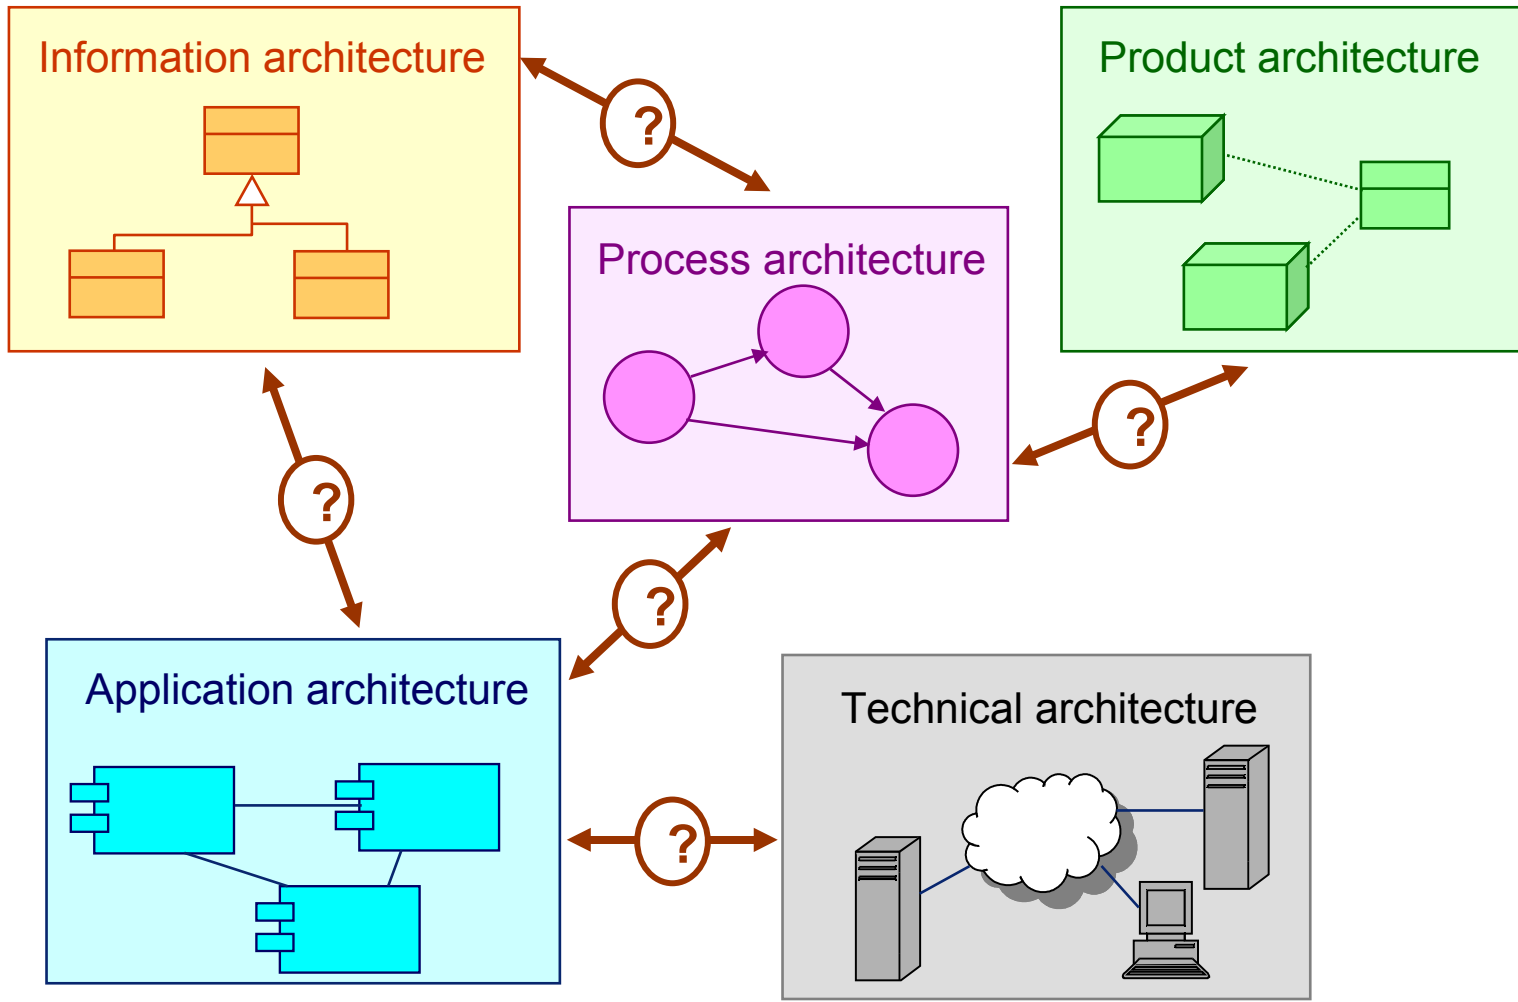 Information architecture
Product architecture
?
Process architecture
?
?
?
Application architecture
Technical architecture
?